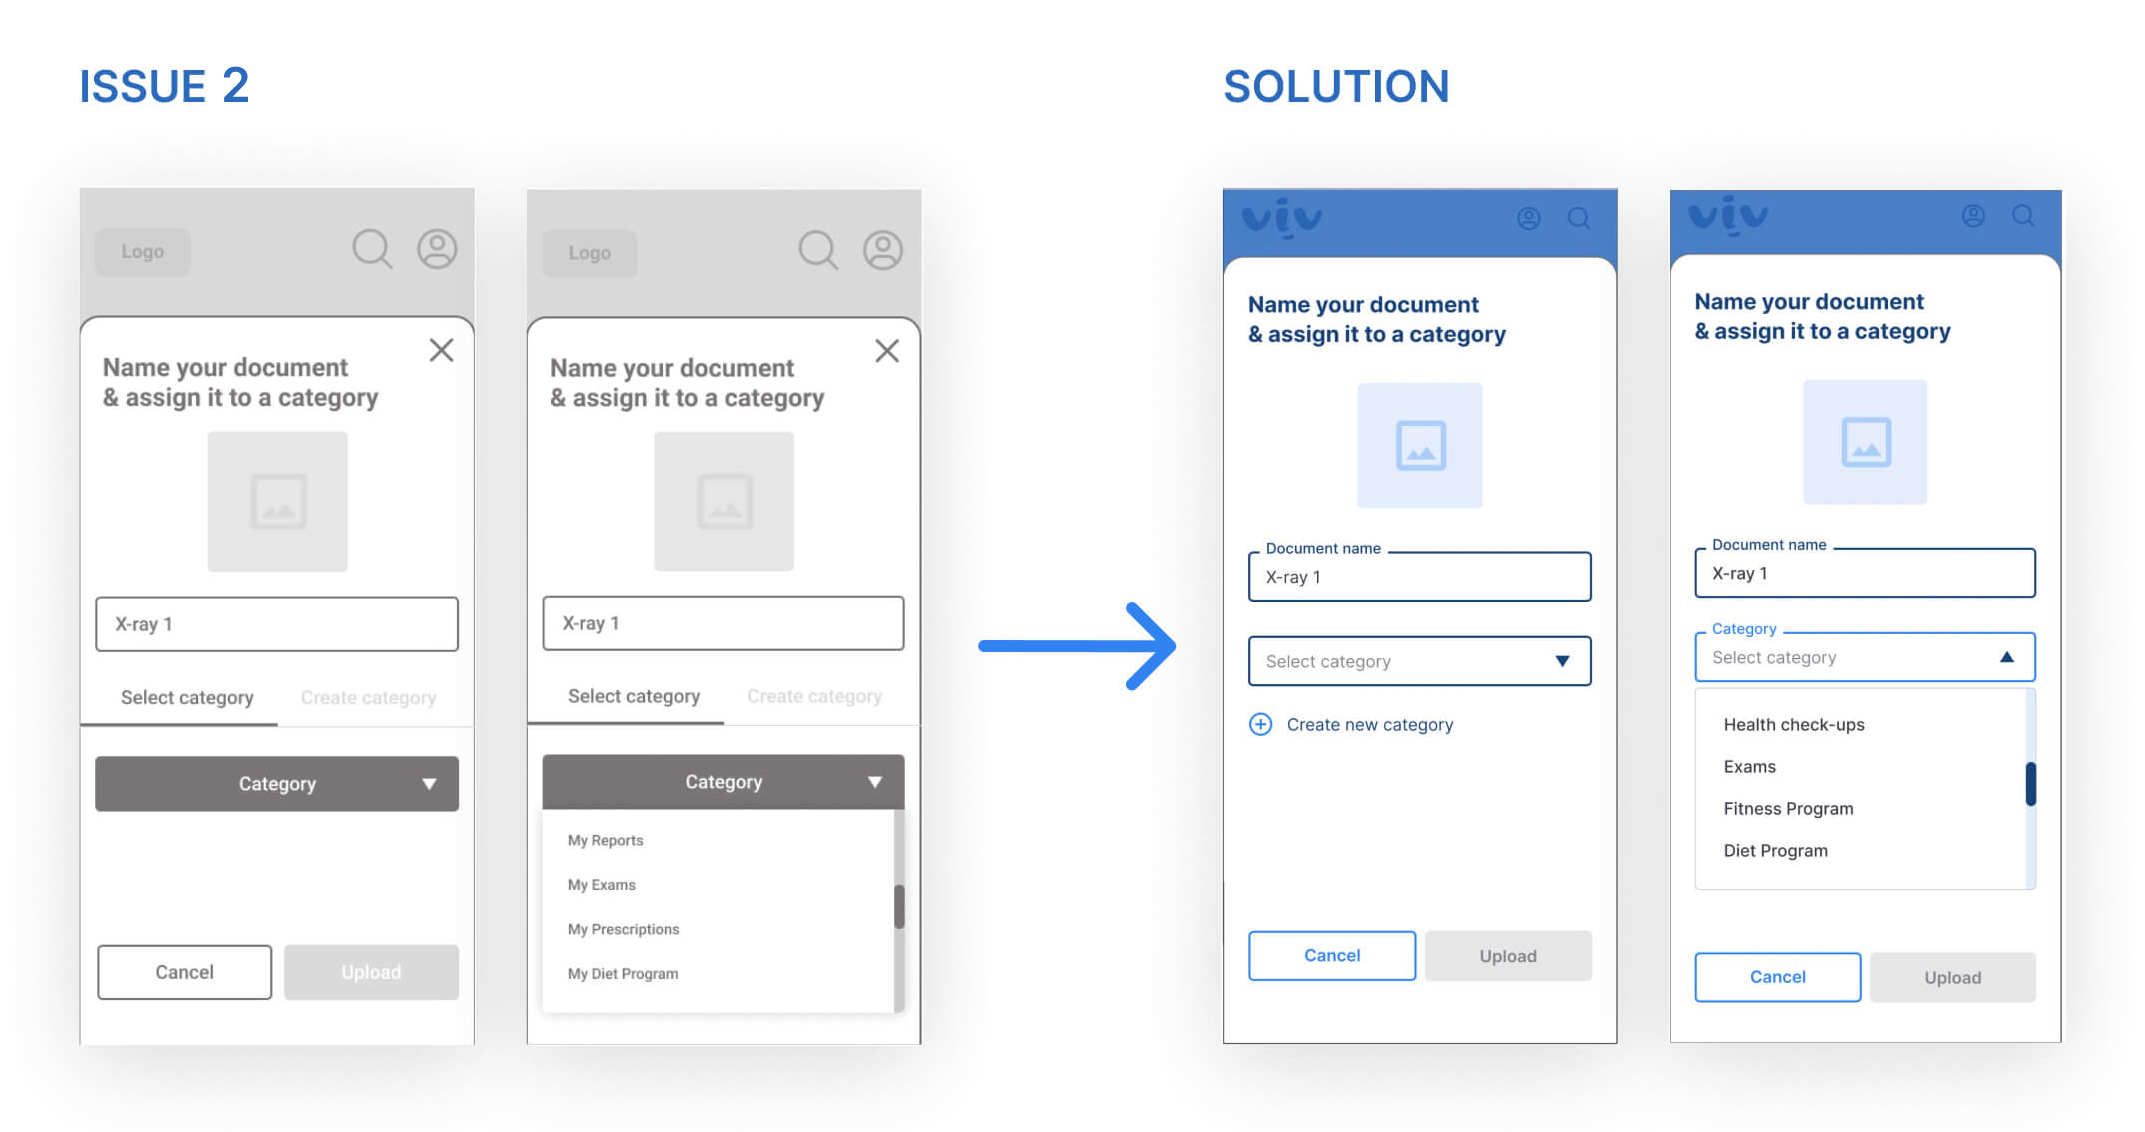 ISSUE 2
SOLUTION
Logo
Name your document
& assign it to a category
X-ray 1
Select category
Create category
Category
Cancel
Upload
Logo
Name your document
& assign it to a category
X-ray 1
Select category
Create category
Category
My Reports
My Exams
My Prescriptions
My Diet Program
viv
Name your document
& assign it to a category
Document name
X-ray 1
Select category
Create new category
Cancel
Upload
viv
Name your document
& assign it to a category
Document name
X-ray 1
Category
Select category
Health check-ups
Exams
Fitness Program
Diet Program
Cancel
Upload